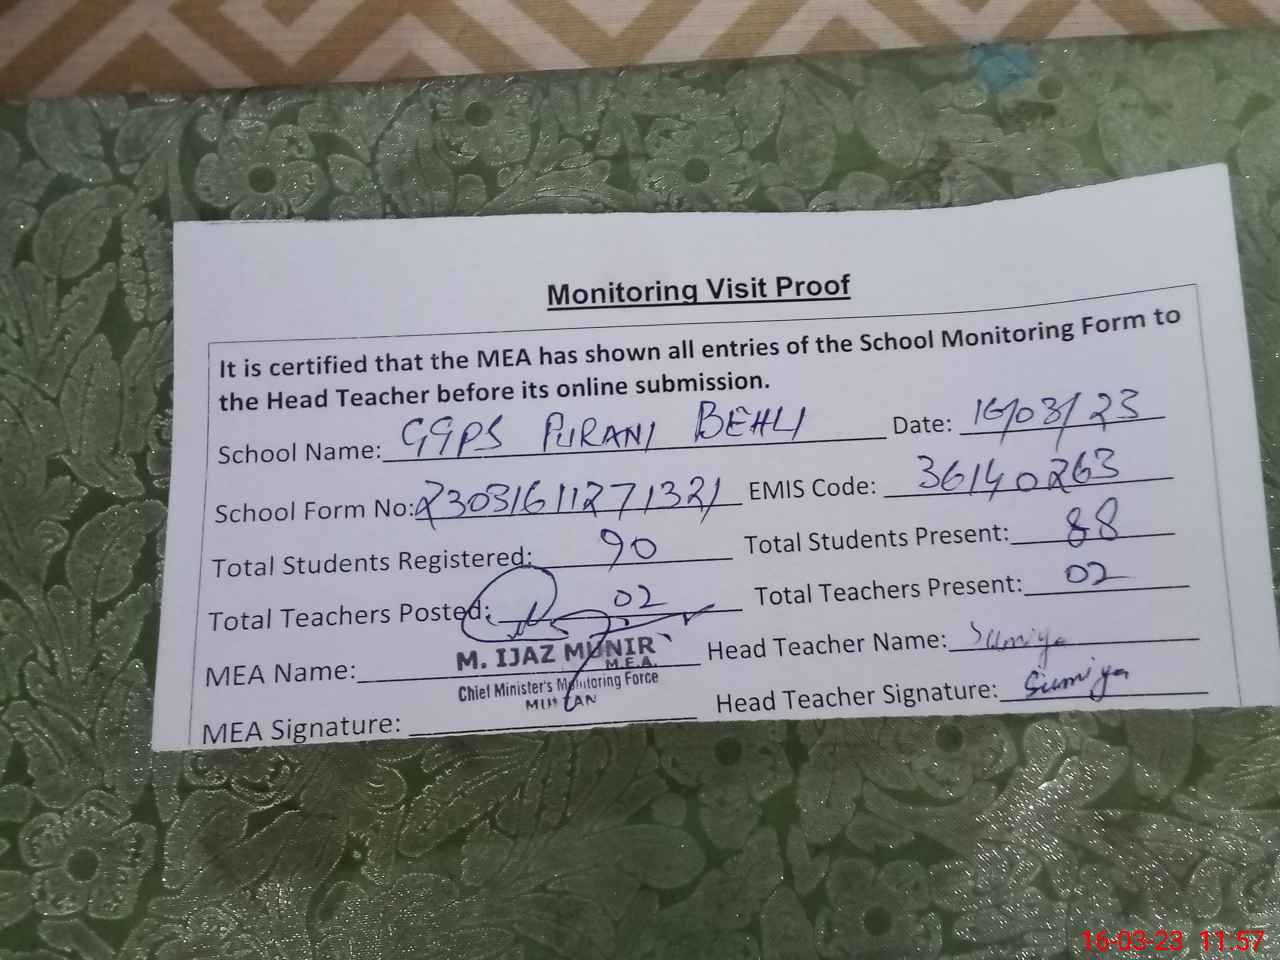 Monitoring Visit Proof
It is certified that the MEA has shown all entries of the School Monitoring Form to
the Head Teacher before its online submission.
School Name: GGPS PURANI BEHLI Date: 16/03/23
School Form No: 230316112711321 EMIS Code: 36140263
Total Students Registered: 90 Total Students Present: 88
Total Teachers Posted: 02 Total Teachers Present: 02
MEA Name: M. IJAZ MUNIR Head Teacher Name: Sumiya
M.E.A.
Chief Minister's Monitoring Force
MULTAN
MEA Signature: Head Teacher Signature: Sumiya
16-03-23 11:57